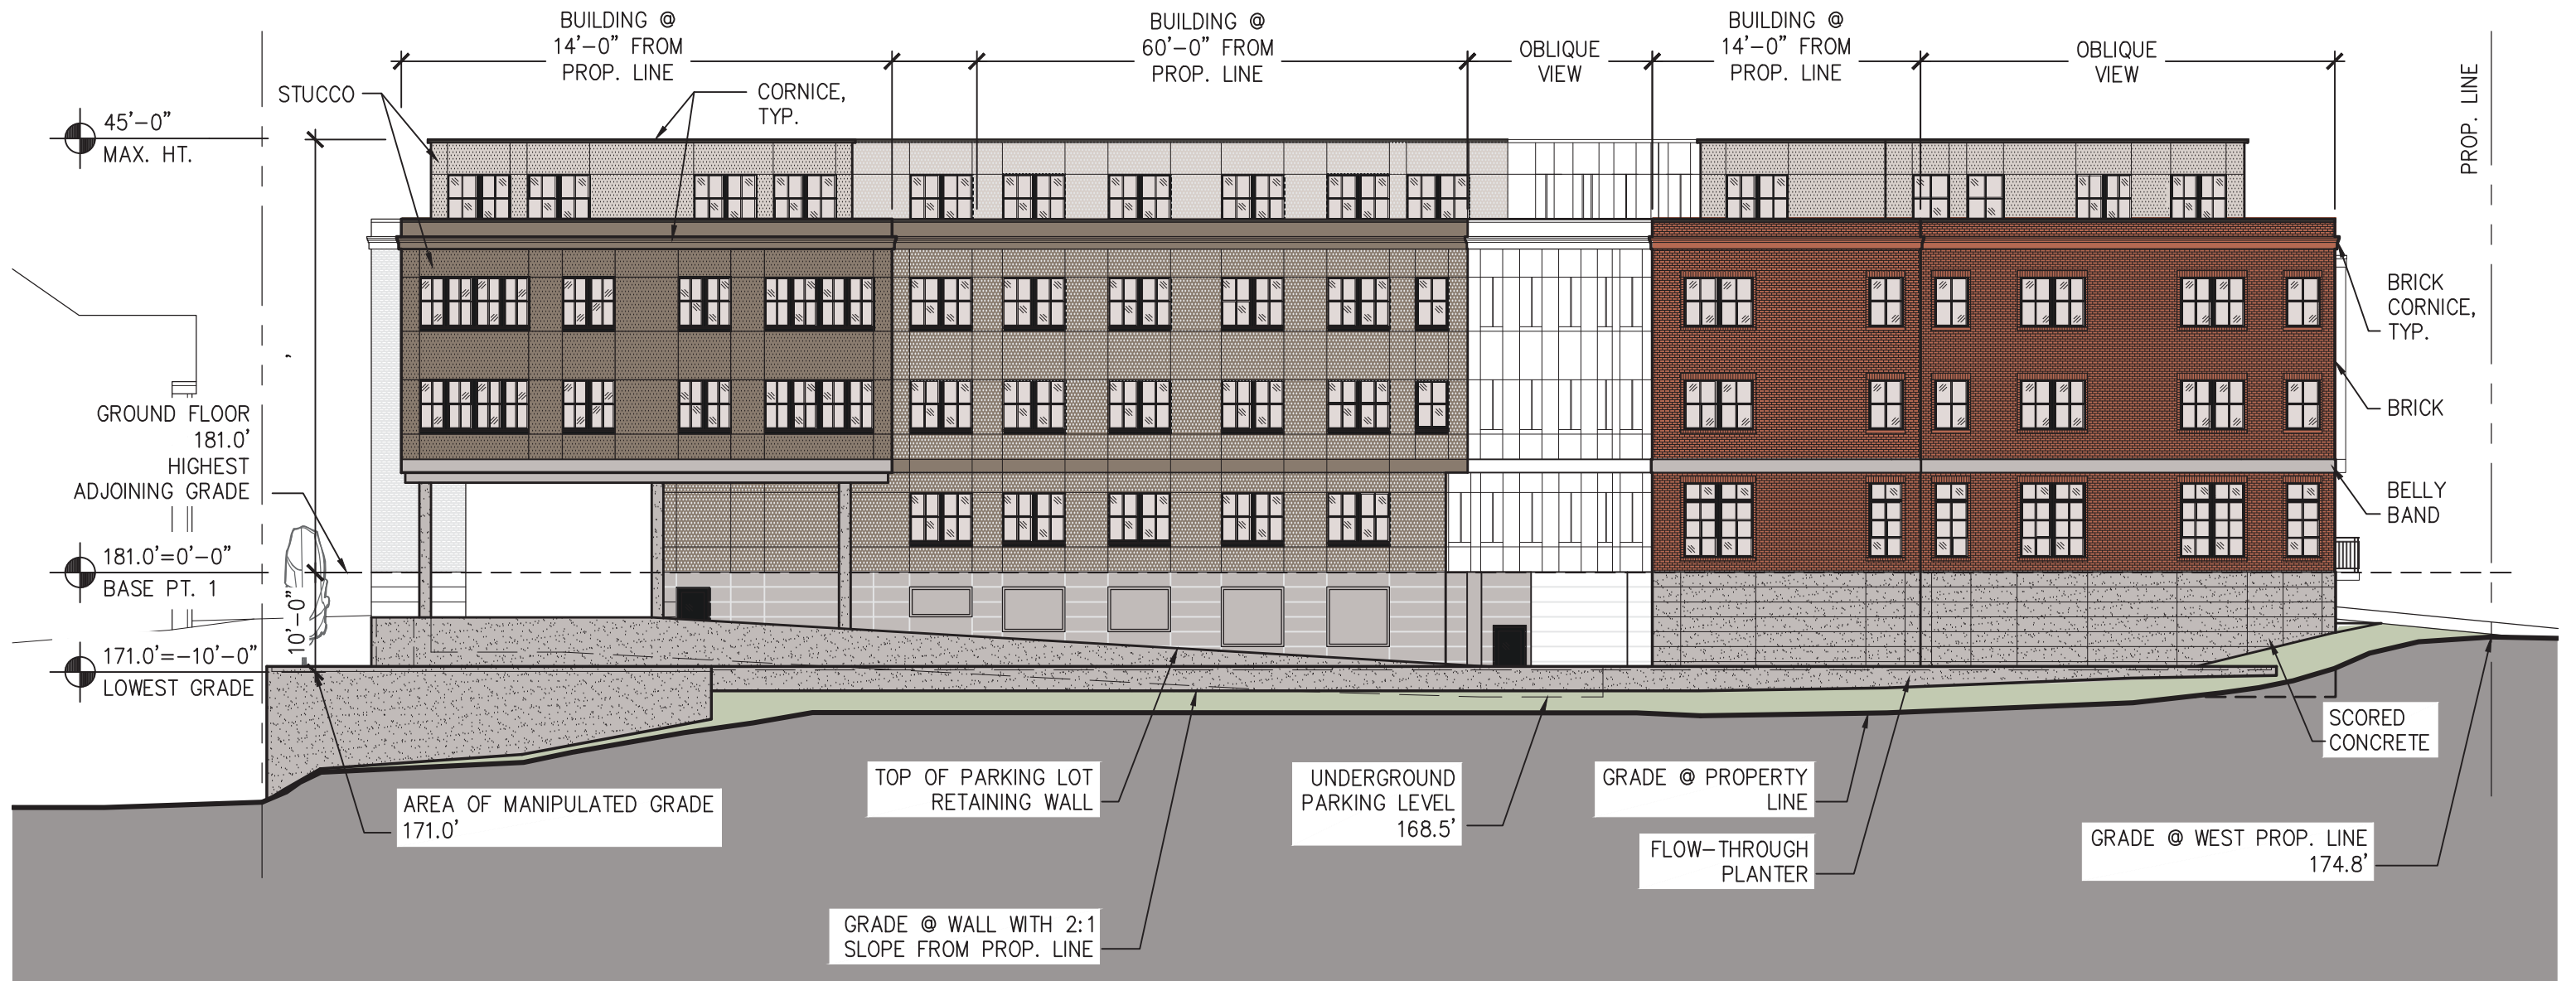 BUILDING @
14'-0" FROM
PROP. LINE
BUILDING @
60'-0" FROM
PROP. LINE
OBLIQUE
VIEW
BUILDING @
14'-0" FROM
PROP. LINE
OBLIQUE
VIEW
PROP. LINE
STUCCO
CORNICE,
TYP.
45'-0"
MAX. HT.
BRICK
CORNICE,
TYP.
BRICK
BELLY
BAND
GROUND FLOOR
181.0'
HIGHEST
ADJOINING GRADE
181.0'=0'-0"
BASE PT. 1
10'-0"
171.0'=-10'-0"
LOWEST GRADE
SCORED
CONCRETE
AREA OF MANIPULATED GRADE
171.0'
TOP OF PARKING LOT
RETAINING WALL
UNDERGROUND
PARKING LEVEL
168.5'
GRADE @ PROPERTY
LINE
FLOW-THROUGH
PLANTER
GRADE @ WEST PROP. LINE
174.8'
GRADE @ WALL WITH 2:1
SLOPE FROM PROP. LINE